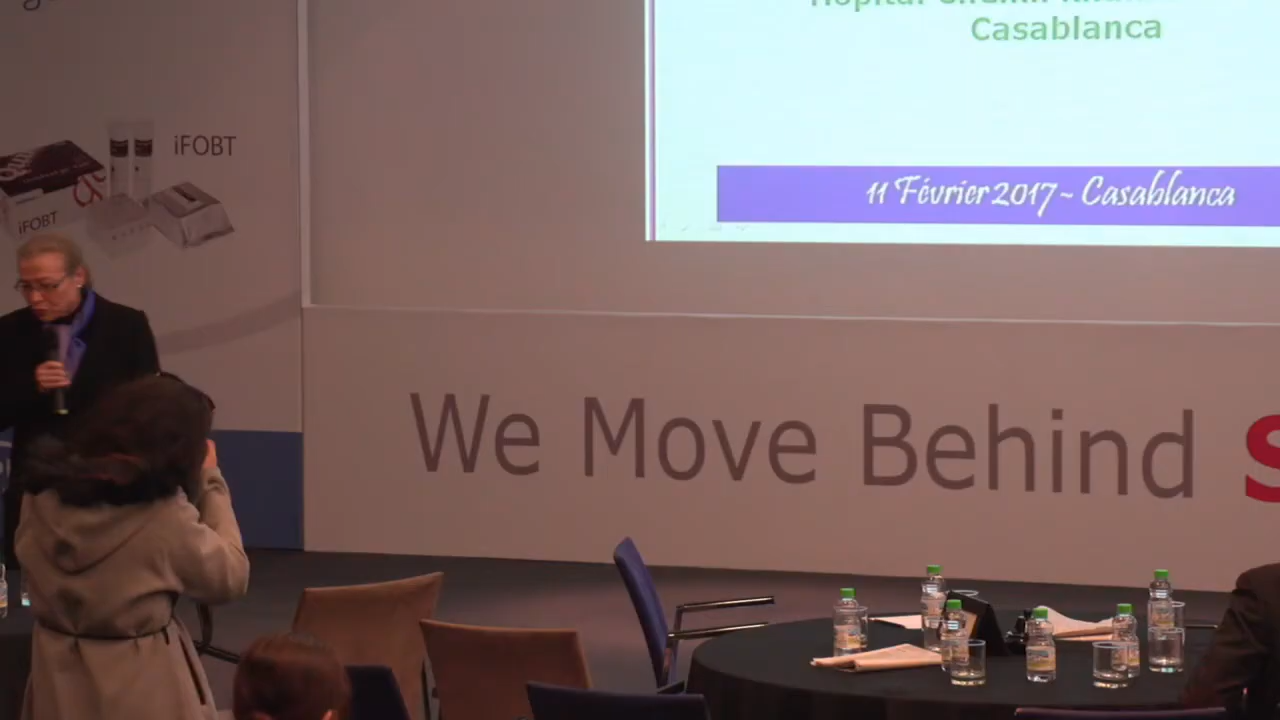 Casablanca
11 Février 2017 ~ Casablanca
iFOBT
iFOBT
We Move Behind S